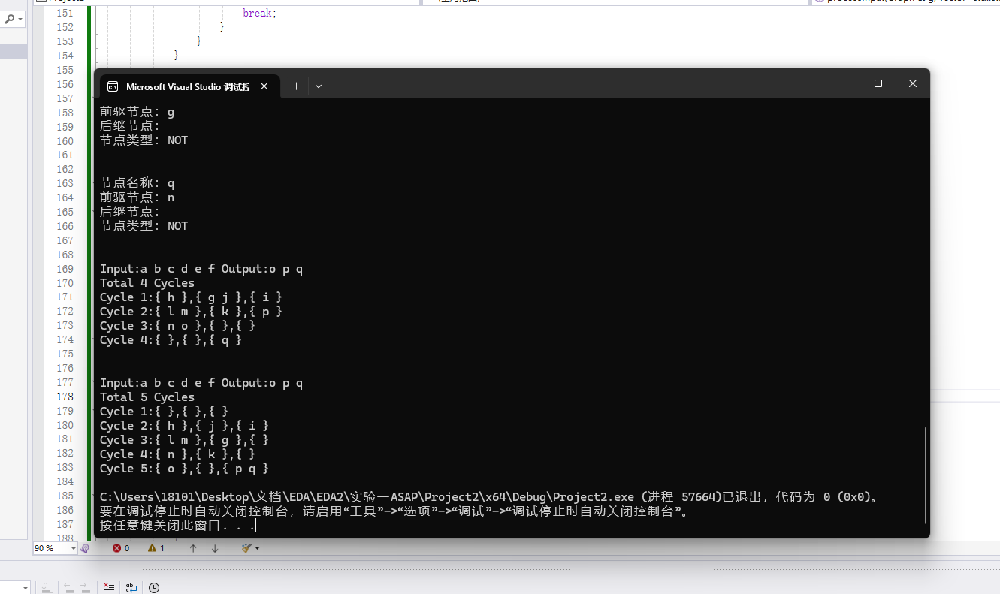 151 break;
152 }
153 }
154 }
155
156
157
158
159
160
161
162
163
164
165
166
167
168
169
170
171
172
173
174
175
176
177
178
179
180
181
182
183
184
185
186
187
188
Microsoft Visual Studio 调试控
前驱节点: g
后继节点:
节点类型: NOT
节点名称: q
前驱节点: n
后继节点:
节点类型: NOT
Input:a b c d e f Output:o p q
Total 4 Cycles
Cycle 1:{ h },{ g j },{ i }
Cycle 2:{ l m },{ k },{ p }
Cycle 3:{ n o },{ },{ }
Cycle 4:{ },{ },{ q }
Input:a b c d e f Output:o p q
Total 5 Cycles
Cycle 1:{ },{ },{ }
Cycle 2:{ h },{ j },{ i }
Cycle 3:{ l m },{ g },{ }
Cycle 4:{ n },{ k },{ }
Cycle 5:{ o },{ },{ p q }
C:\Users\18101\Desktop\文档\EDA\EDA2\实验一ASAP\Project2\x64\Debug\Project2.exe (进程 57664)已退出，代码为 0 (0x0)。
要在调试停止时自动关闭控制台，请启用“工具”->“选项”->“调试”->“调试停止时自动关闭控制台”。
按任意键关闭此窗口. . .
90 % 0 1